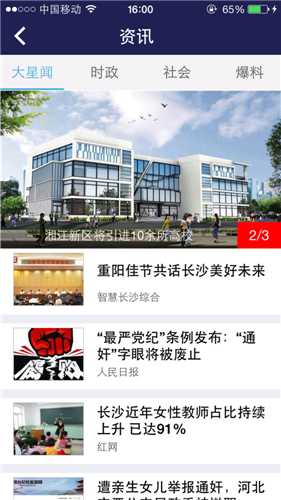 中国移动
16:00
65%
资讯
大星闻
时政
社会
爆料
湘江新区将引进10余所高校
2/3
重阳佳节共话长沙美好未来
智慧长沙综合
“最严党纪”条例发布：“通
奸”字眼将被废止
人民日报
长沙近年女性教师占比持续
上升 已达91%
红网
遭亲生女儿举报通奸，河北